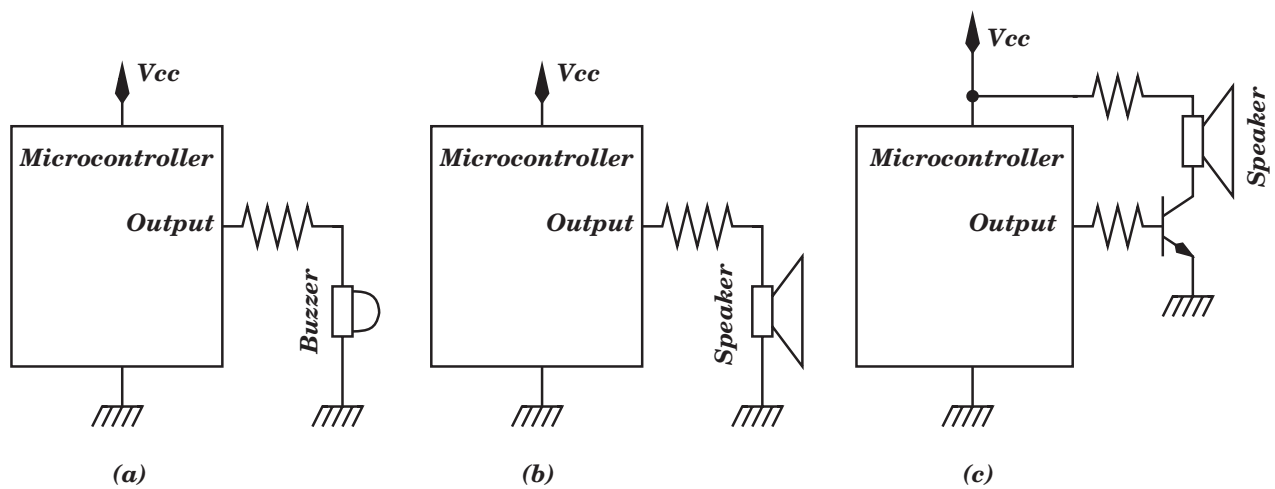 Vcc
Microcontroller
Output
Buzzer
(a)
Vcc
Microcontroller
Output
Speaker
(b)
Vcc
Microcontroller
Output
Speaker
(c)